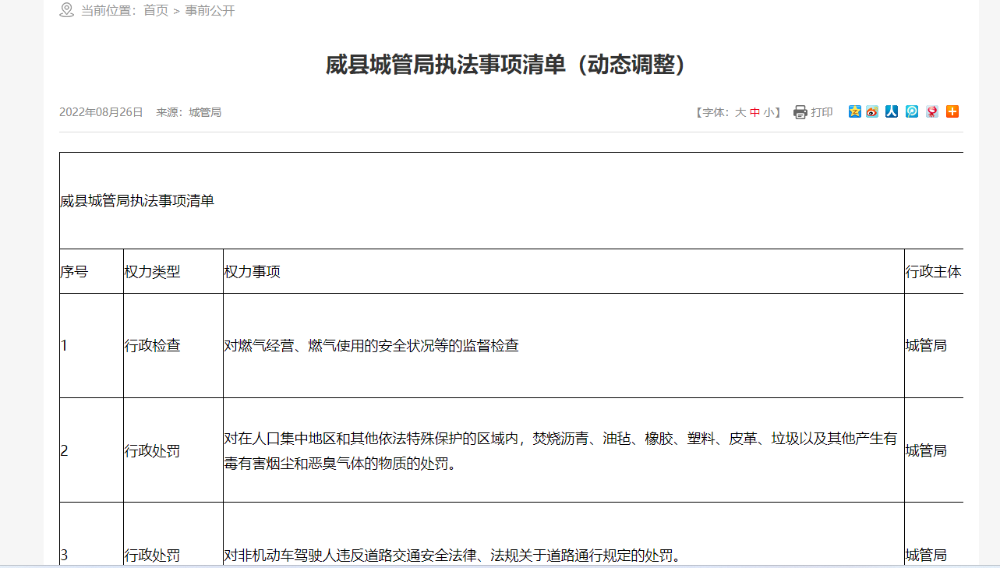 当前位置：首页 > 事前公开
威县城管局执法事项清单（动态调整）
2022年08月26日 来源：城管局 【字体：大 中 小】 打印
威县城管局执法事项清单
序号 权力类型 权力事项 行政主体
1 行政检查 对燃气经营、燃气使用的安全状况等的监督检查 城管局
2 行政处罚 对在人口集中地区和其他依法特殊保护的区域内，焚烧沥青、油毡、橡胶、塑料、皮革、垃圾以及其他产生有
毒有害烟尘和恶臭气体的物质的处罚。 城管局
3 行政处罚 对非机动车驾驶人违反道路交通安全法律、法规关于道路通行规定的处罚。 城管局